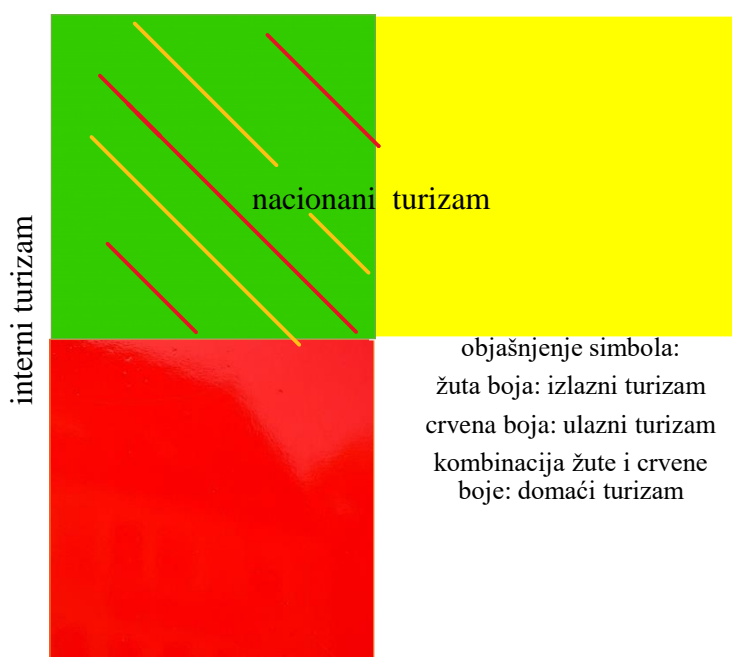 nacionani turizam
interni turizam
objašnjenje simbola:
žuta boja: izlazni turizam
crvena boja: ulazni turizam
kombinacija žute i crvene
boje: domaći turizam